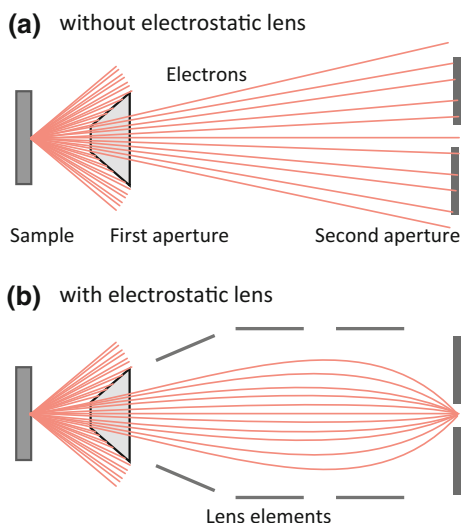 (a) without electrostatic lens
Electrons
Sample First aperture Second aperture
(b) with electrostatic lens
Lens elements